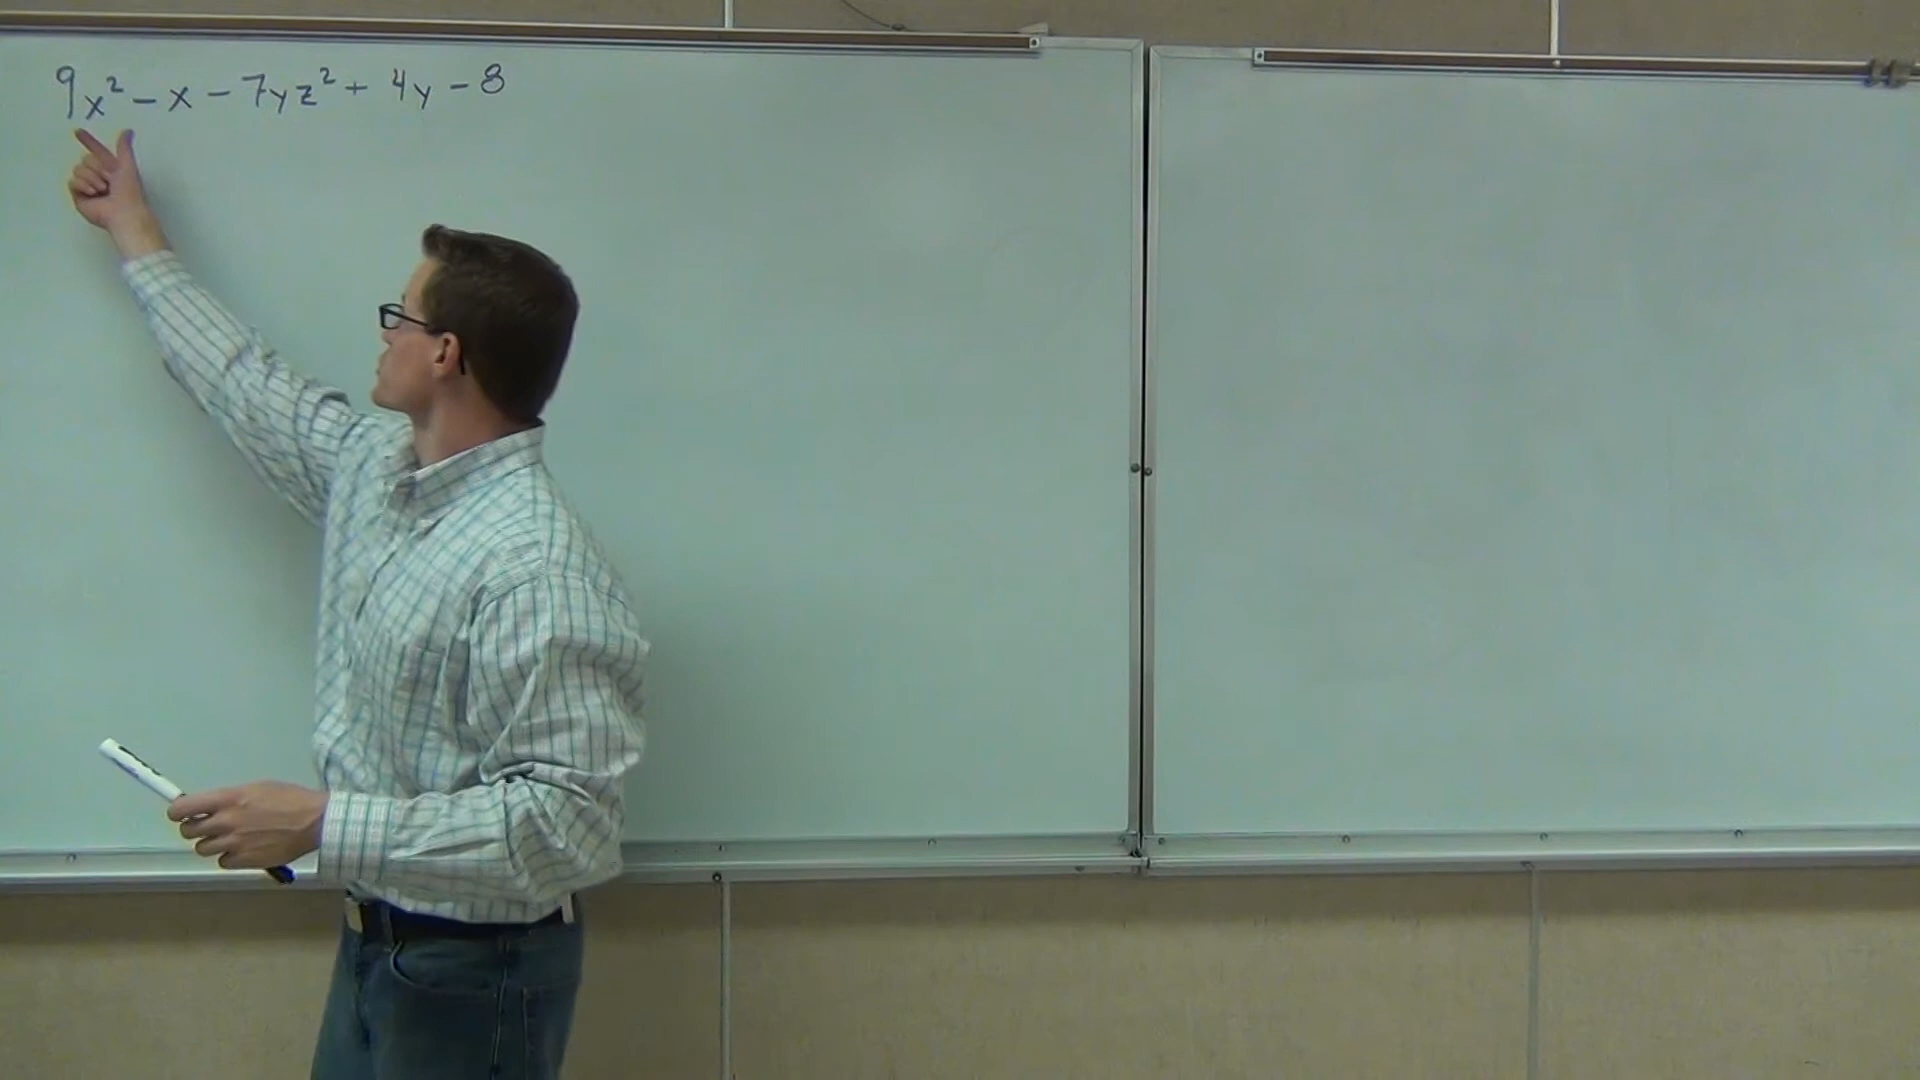 9x² - x - 7yz² + 4y - 8